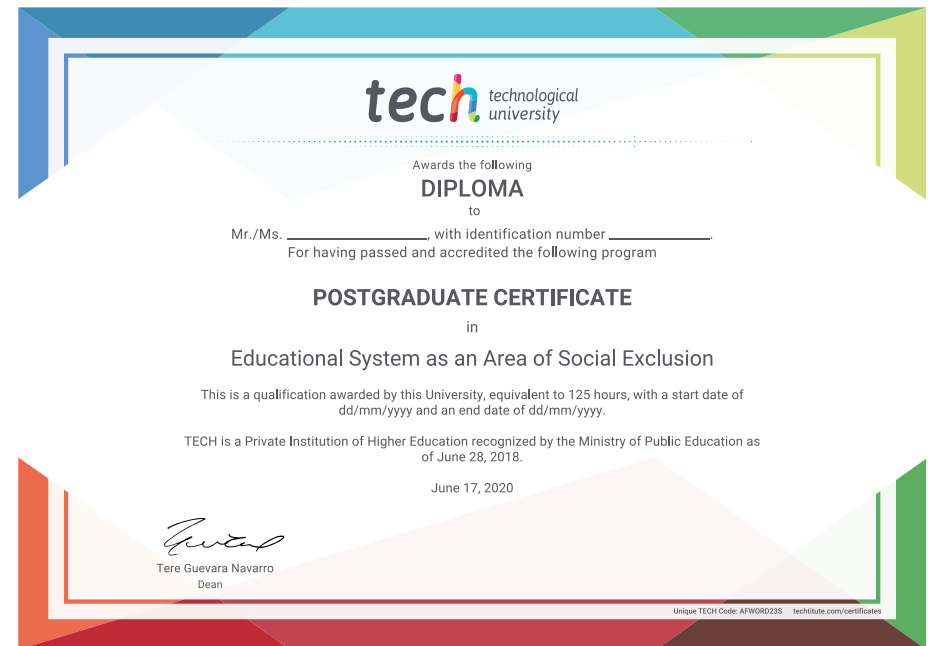 tech technological
university
Awards the following
DIPLOMA
to
Mr./Ms. ____________________, with identification number ______________.
For having passed and accredited the following program
POSTGRADUATE CERTIFICATE
in
Educational System as an Area of Social Exclusion
This is a qualification awarded by this University, equivalent to 125 hours, with a start date of
dd/mm/yyyy and an end date of dd/mm/yyyy.
TECH is a Private Institution of Higher Education recognized by the Ministry of Public Education as
of June 28, 2018.
June 17, 2020
Tere Guevara Navarro
Dean
Unique TECH Code: AFWORD23S techtitute.com/certificates